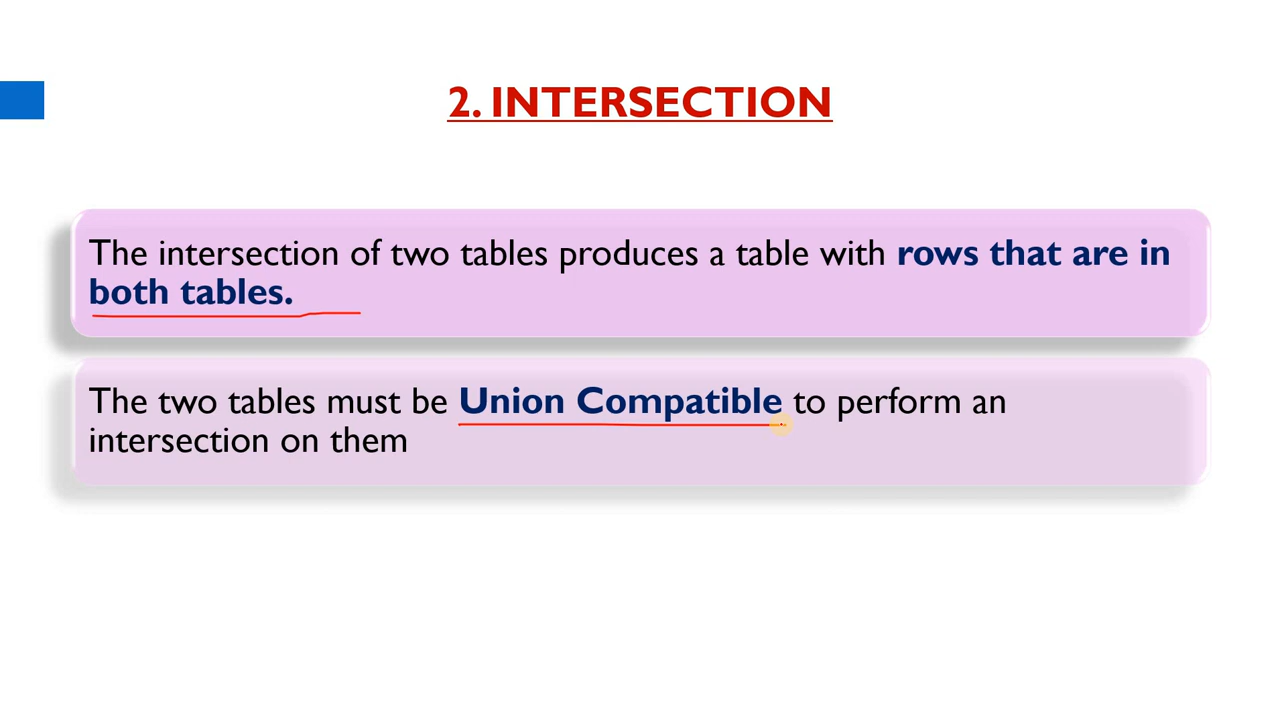 2. INTERSECTION
The intersection of two tables produces a table with rows that are in
both tables.
The two tables must be Union Compatible to perform an
intersection on them